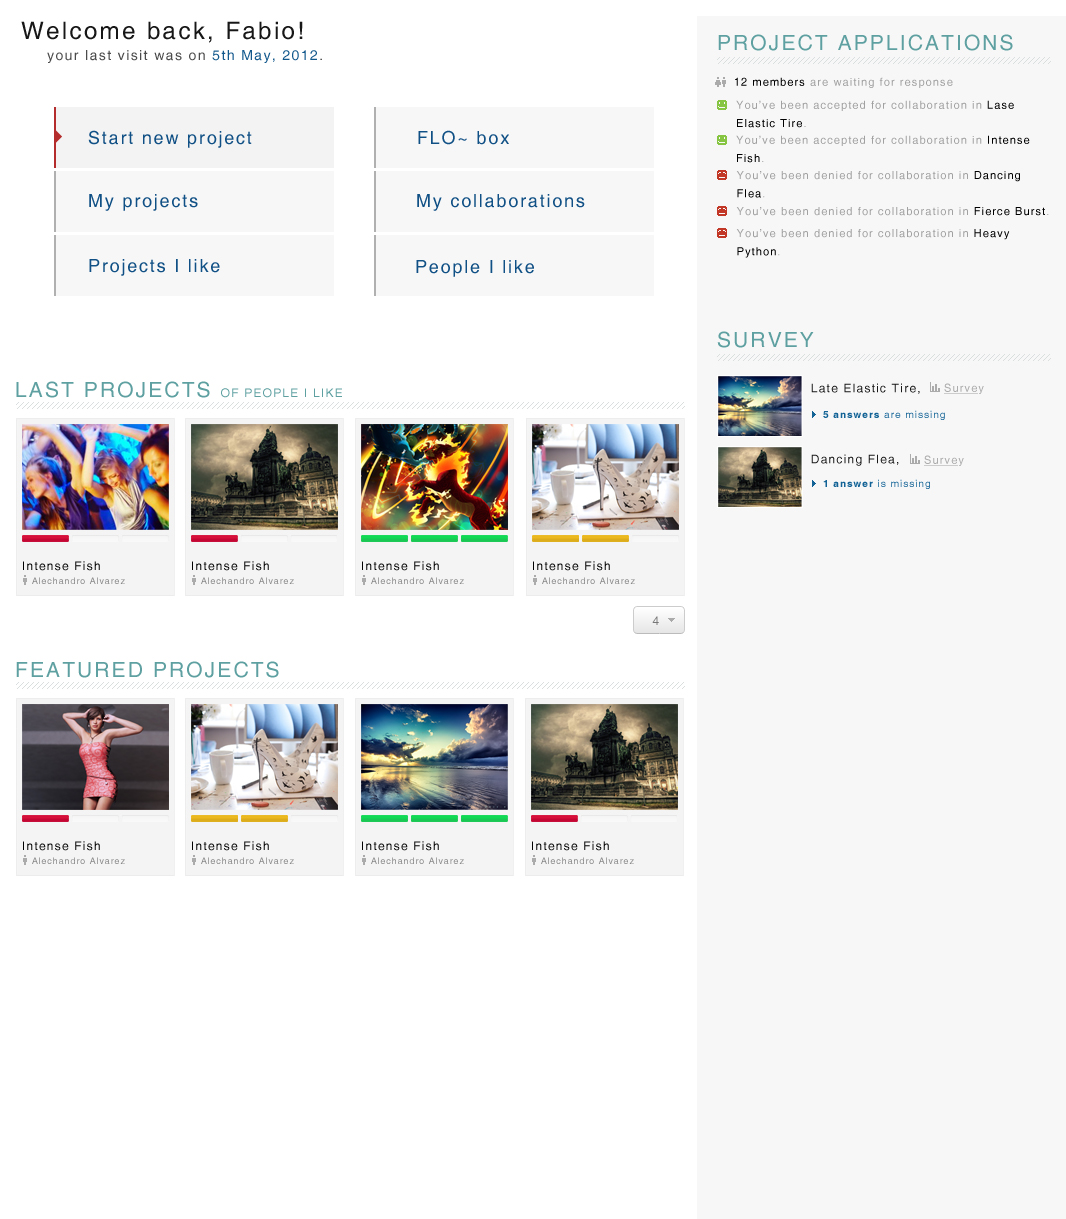 Welcome back, Fabio!
your last visit was on 5th May, 2012.
Start new project
FLO~ box
My projects
My collaborations
Projects I like
People I like
LAST PROJECTS OF PEOPLE I LIKE
Intense Fish
Alechandro Alvarez
Intense Fish
Alechandro Alvarez
Intense Fish
Alechandro Alvarez
Intense Fish
Alechandro Alvarez
4
FEATURED PROJECTS
Intense Fish
Alechandro Alvarez
Intense Fish
Alechandro Alvarez
Intense Fish
Alechandro Alvarez
Intense Fish
Alechandro Alvarez
PROJECT APPLICATIONS
12 members are waiting for response
You've been accepted for collaboration in Lase
Elastic Tire.
You've been accepted for collaboration in Intense
Fish.
You've been denied for collaboration in Dancing
Flea.
You've been denied for collaboration in Fierce Burst.
You've been denied for collaboration in Heavy
Python.
SURVEY
Late Elastic Tire, Survey
5 answers are missing
Dancing Flea, Survey
1 answer is missing